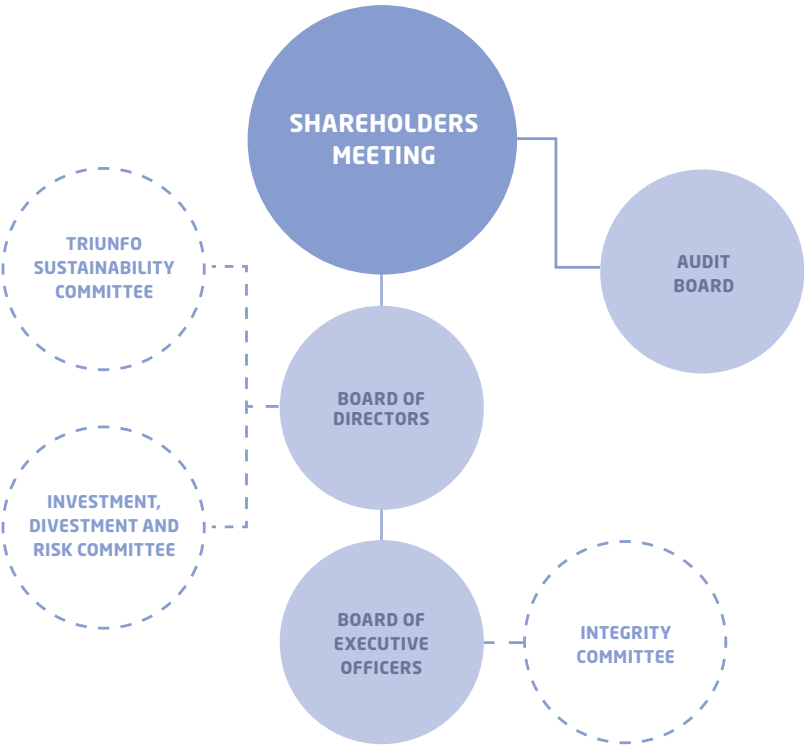 SHAREHOLDERS
MEETING
TRIUNFO
SUSTAINABILITY
COMMITTEE
AUDIT
BOARD
BOARD OF
DIRECTORS
INVESTMENT,
DIVESTMENT AND
RISK COMMITTEE
BOARD OF
EXECUTIVE
OFFICERS
INTEGRITY
COMMITTEE